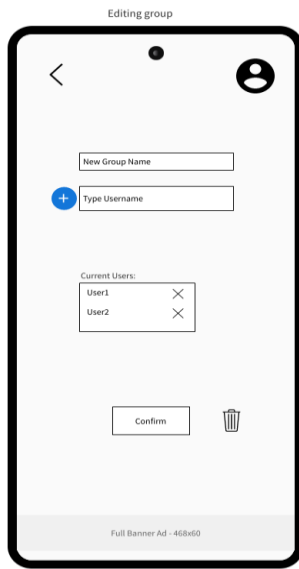 Editing group
New Group Name
Type Username
Current Users:
User1
User2
Confirm
Full Banner Ad - 468x60